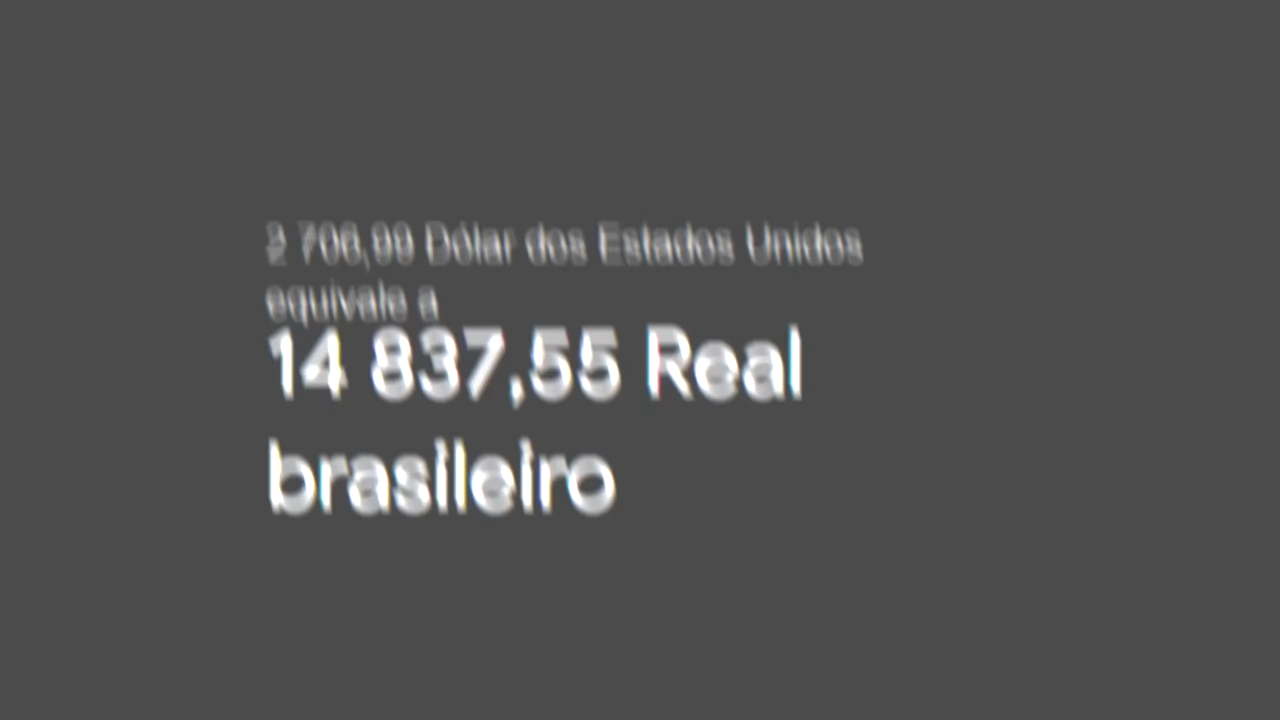 2 706,99 Dólar dos Estados Unidos
equivale a
14 837,55 Real
brasileiro